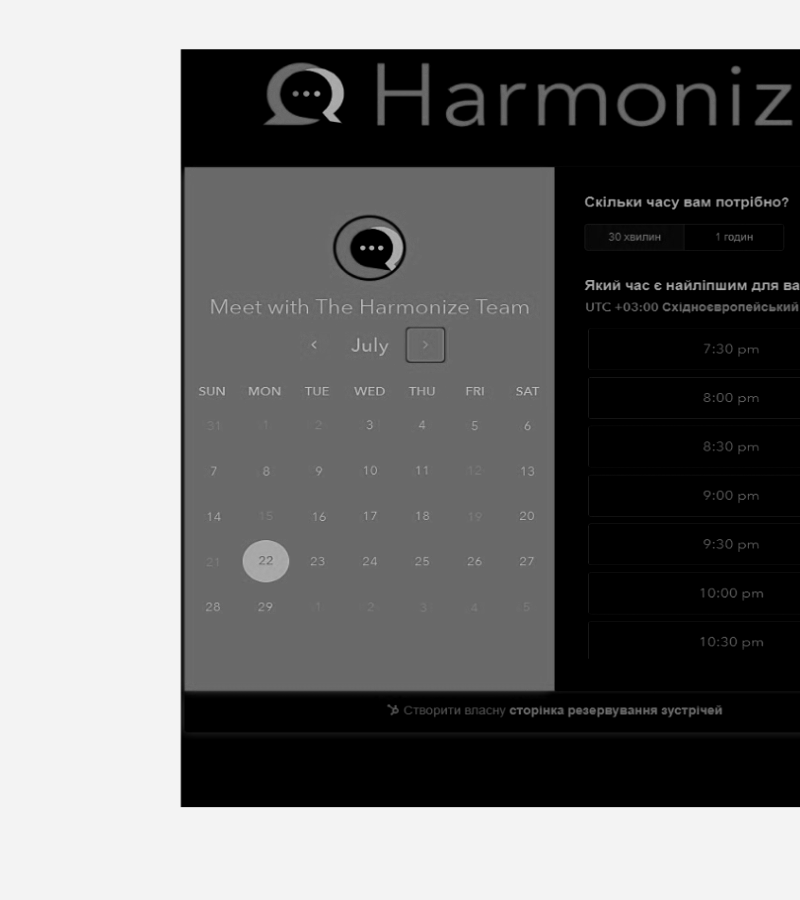 Harmoniz
Meet with The Harmonize Team
July
SUN MON TUE WED THU FRI SAT
31 1 2 3 4 5 6
7 8 9 10 11 12 13
14 15 16 17 18 19 20
21 22 23 24 25 26 27
28 29 1 2 3 4 5
Скільки часу вам потрібно?
30 хвилин 1 годин
Який час є найліпшим для ва
UTC +03:00 Східноєвропейський
7:30 pm
8:00 pm
8:30 pm
9:00 pm
9:30 pm
10:00 pm
10:30 pm
Створити власну сторінка резервування зустрічей